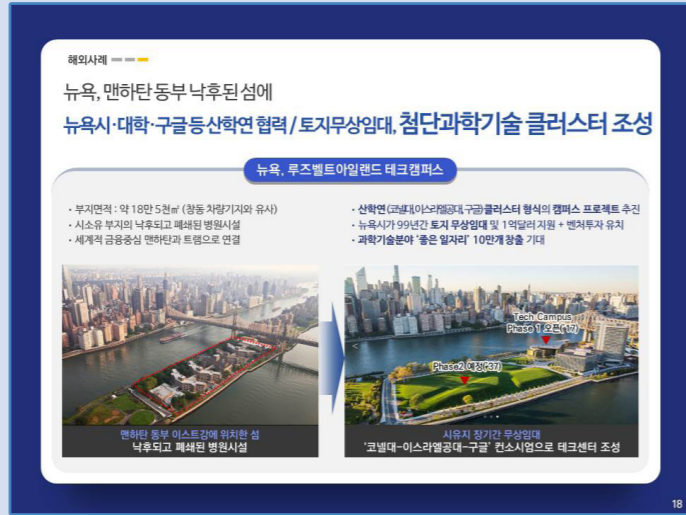 해외사례
뉴욕, 맨하탄 동부 낙후된 섬에
뉴욕시·대학·구글 등 산학연 협력 / 토지무상임대, 첨단과학기술 클러스터 조성
뉴욕, 루즈벨트아일랜드 테크캠퍼스
· 부지면적 : 약 18만 5천㎡ (창동 차량기지와 유사)
· 시소유 부지의 낙후되고 폐쇄된 병원시설
· 세계적 금융중심 맨하탄과 트램으로 연결
· 산학연(코넬대,이스라엘공대, 구글)클러스터 형식의 캠퍼스 프로젝트 추진
· 뉴욕시가 99년간 토지 무상임대 및 1억달러 지원 + 벤처투자 유치
· 과학기술분야 '좋은 일자리' 10만개 창출 기대
Tech Campus
Phase 1 오픈('17)
Phase2 예정('37)
맨하탄 동부 이스트강에 위치한 섬
낙후되고 폐쇄된 병원시설
시유지 장기간 무상임대
'코넬대-이스라엘공대-구글' 컨소시엄으로 테크센터 조성
18